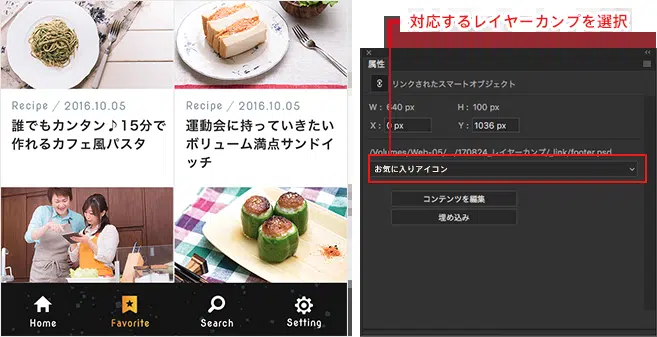 対応するレイヤーカンプを選択
Recipe / 2016.10.05
誰でもカンタン♪15分で
作れるカフェ風パスタ
Recipe / 2016.10.05
運動会に持っていきたい
ボリューム満点サンドイ
ッチ
Home
Favorite
Search
Setting
属性
リンクされたスマートオブジェクト
W : 640 px H : 100 px
X : 0 px Y : 1036 px
/Volumes/Web-05/.../170824_レイヤーカンプ/_link/footer.psd
お気に入りアイコン
コンテンツを編集
埋め込み